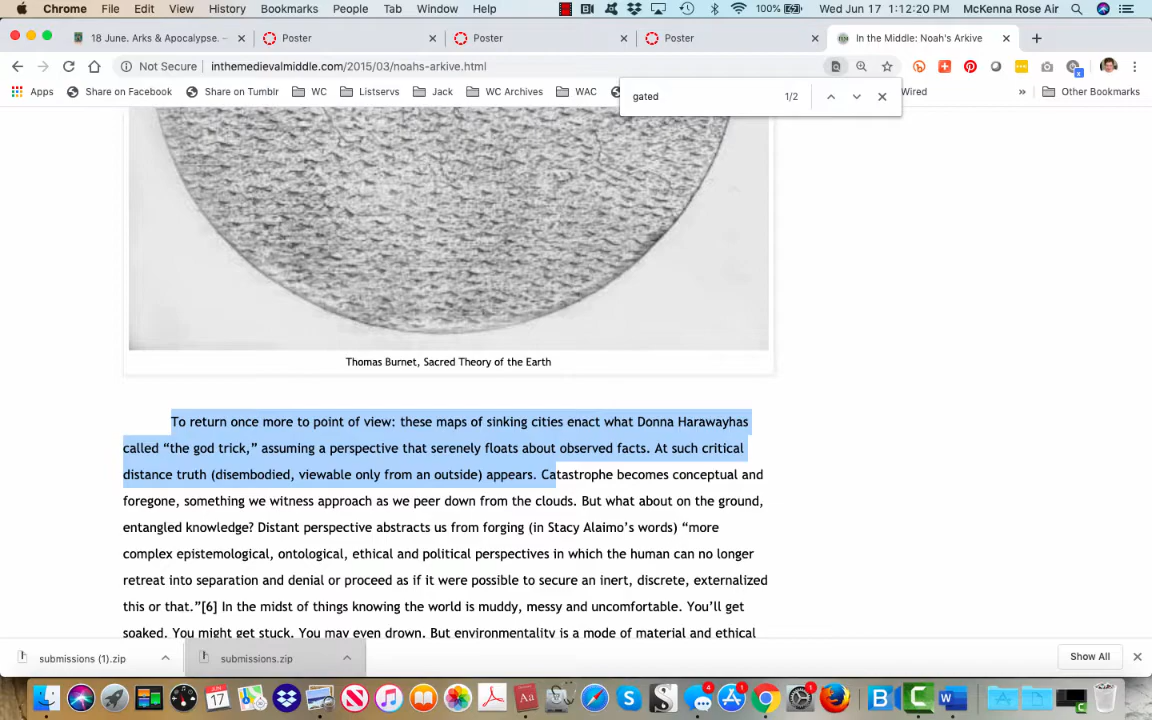 Chrome File Edit View History Bookmarks People Tab Window Help 100% Wed Jun 17 1:12:20 PM McKenna Rose Air
18 June. Arks & Apocalypse. – Poster Poster Poster In the Middle: Noah's Arkive
Not Secure inthemedievalmiddle.com/2015/03/noahs-arkive.html
Apps Share on Facebook Share on Tumblr WC Listservs Jack WC Archives WAC Wired » Other Bookmarks
gated 1/2
Thomas Burnet, Sacred Theory of the Earth
To return once more to point of view: these maps of sinking cities enact what Donna Harawayhas
called “the god trick,” assuming a perspective that serenely floats about observed facts. At such critical
distance truth (disembodied, viewable only from an outside) appears. Catastrophe becomes conceptual and
foregone, something we witness approach as we peer down from the clouds. But what about on the ground,
entangled knowledge? Distant perspective abstracts us from forging (in Stacy Alaimo’s words) “more
complex epistemological, ontological, ethical and political perspectives in which the human can no longer
retreat into separation and denial or proceed as if it were possible to secure an inert, discrete, externalized
this or that.”[6] In the midst of things knowing the world is muddy, messy and uncomfortable. You’ll get
soaked. You might get stuck. You may even drown. But environmentality is a mode of material and ethical
submissions (1).zip submissions.zip Show All